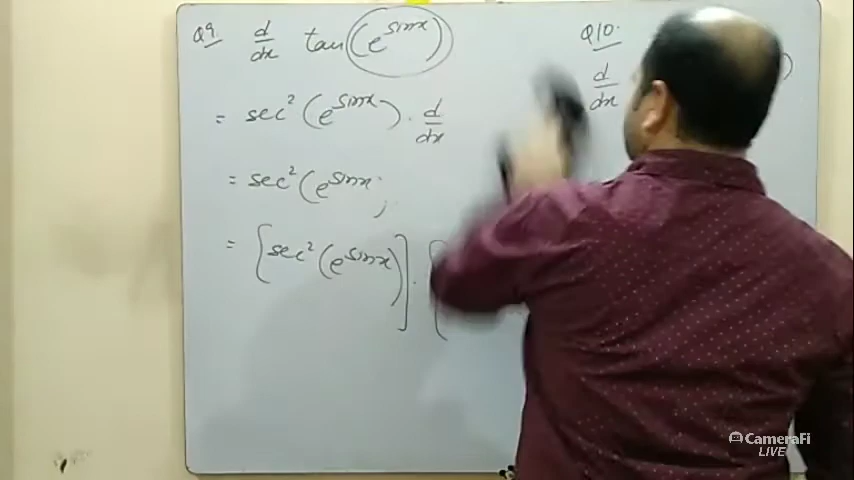 Q9. d/dx tan(e^sinx)
= sec²(e^sinx) · d/dx
= sec²(e^sinx
= {sec²(e^sinx)] · [
Q10.
d/dx )
CameraFi
LIVE